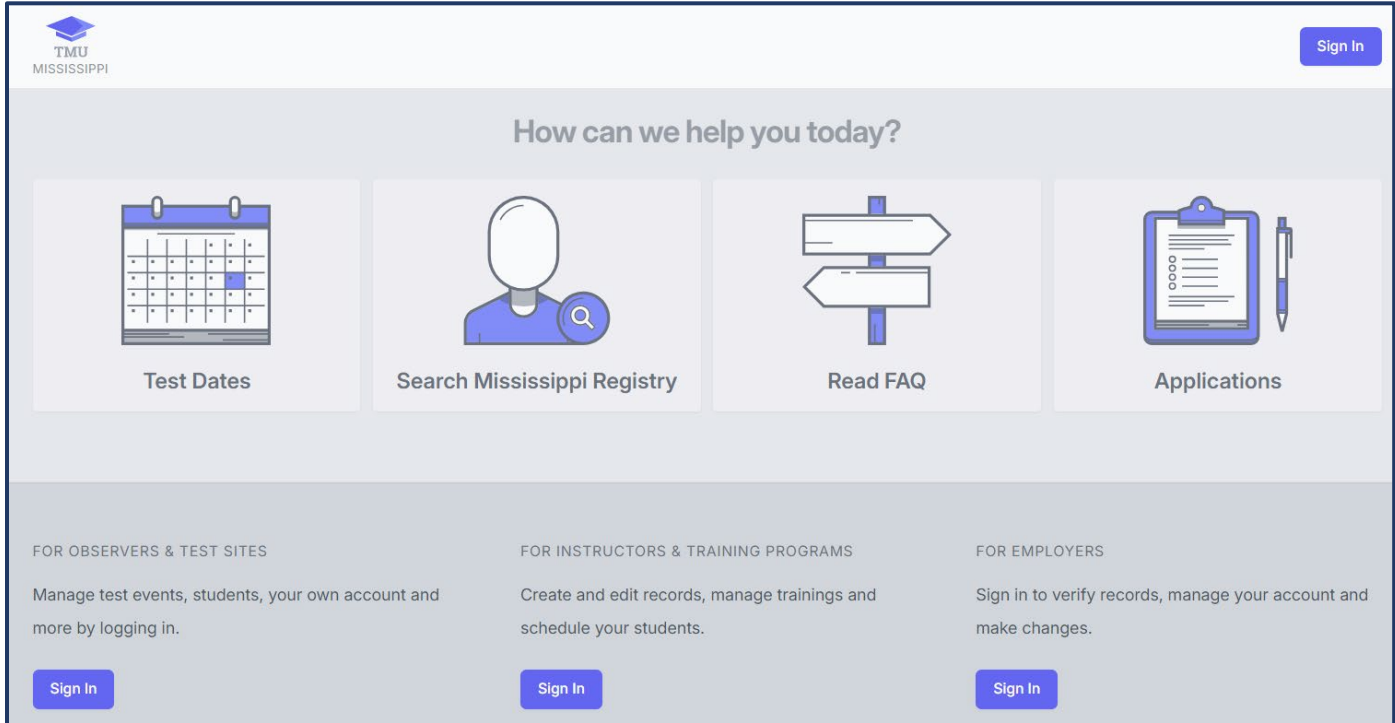 TMU
MISSISSIPPI
Sign In
How can we help you today?
Test Dates
Search Mississippi Registry
Read FAQ
Applications
FOR OBSERVERS & TEST SITES
Manage test events, students, your own account and
more by logging in.
Sign In
FOR INSTRUCTORS & TRAINING PROGRAMS
Create and edit records, manage trainings and
schedule your students.
Sign In
FOR EMPLOYERS
Sign in to verify records, manage your account and
make changes.
Sign In